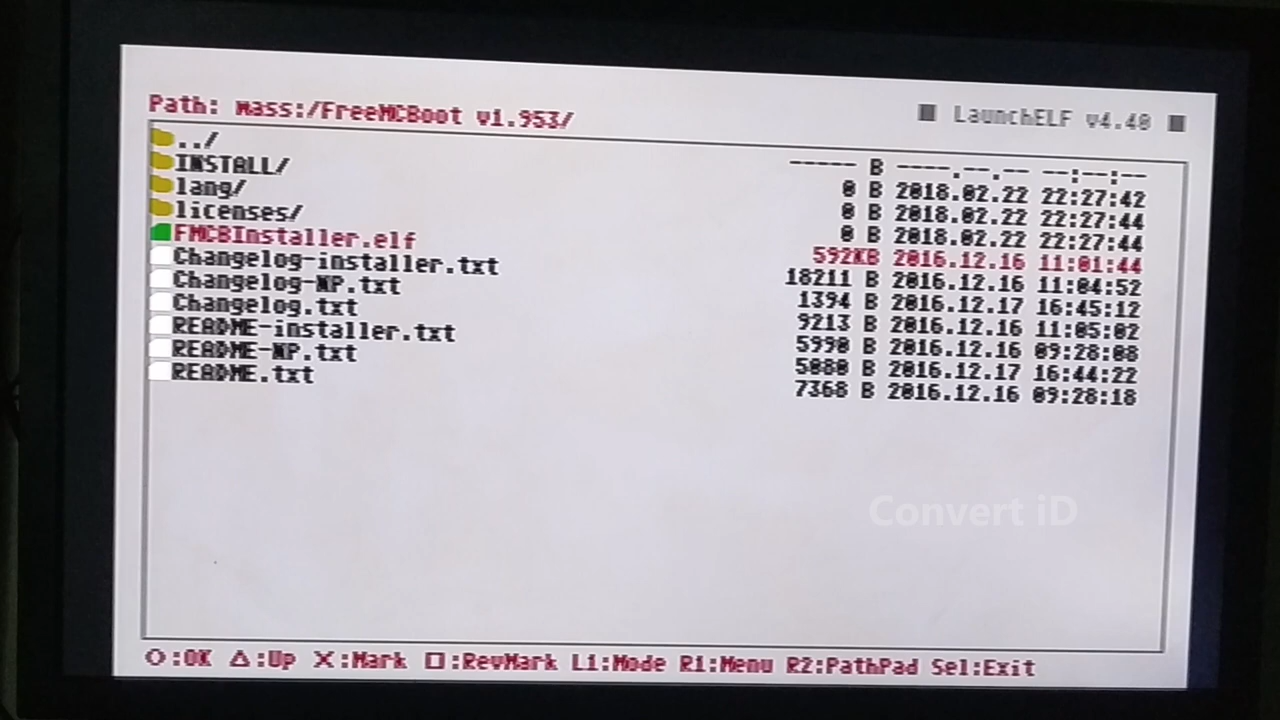 Path: mass:/FreeMCBoot v1.953/
LaunchELF v4.40
../ ----- B ----.--.-- --:--:--
INSTALL/ 0 B 2018.02.22 22:27:42
lang/ 0 B 2018.02.22 22:27:44
licenses/ 0 B 2018.02.22 22:27:44
FMCBInstaller.elf 592KB 2016.12.16 11:01:44
Changelog-installer.txt 18211 B 2016.12.16 11:04:52
Changelog-NP.txt 1394 B 2016.12.17 16:45:12
Changelog.txt 9213 B 2016.12.16 11:05:02
README-installer.txt 5990 B 2016.12.16 09:28:08
README-NP.txt 5080 B 2016.12.17 16:44:22
README.txt 7368 B 2016.12.16 09:28:18
Convert iD
O:OK △:Up X:Mark □:RevMark L1:Mode R1:Menu R2:PathPad Sel:Exit